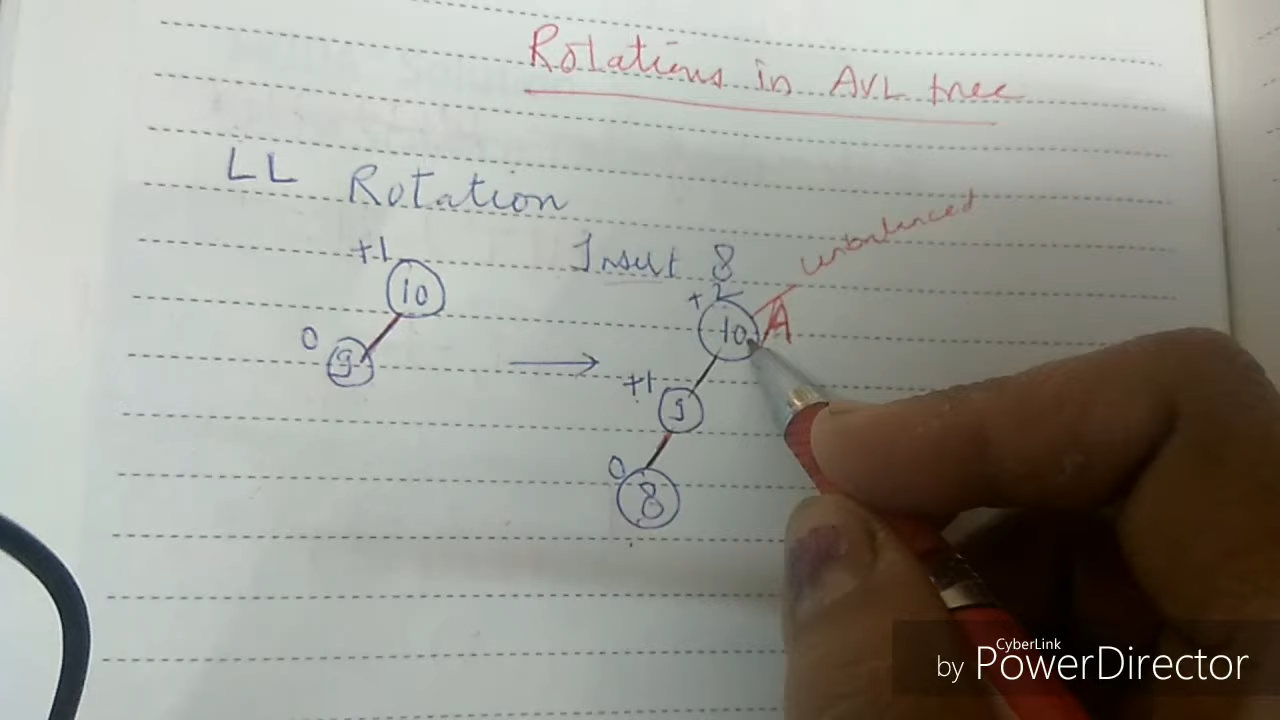 Rotations in AVL tree
LL Rotation
+1
10
0
9
Insert 8
unbalanced
+2
10 A
+1
9
0
8
CyberLink
by PowerDirector